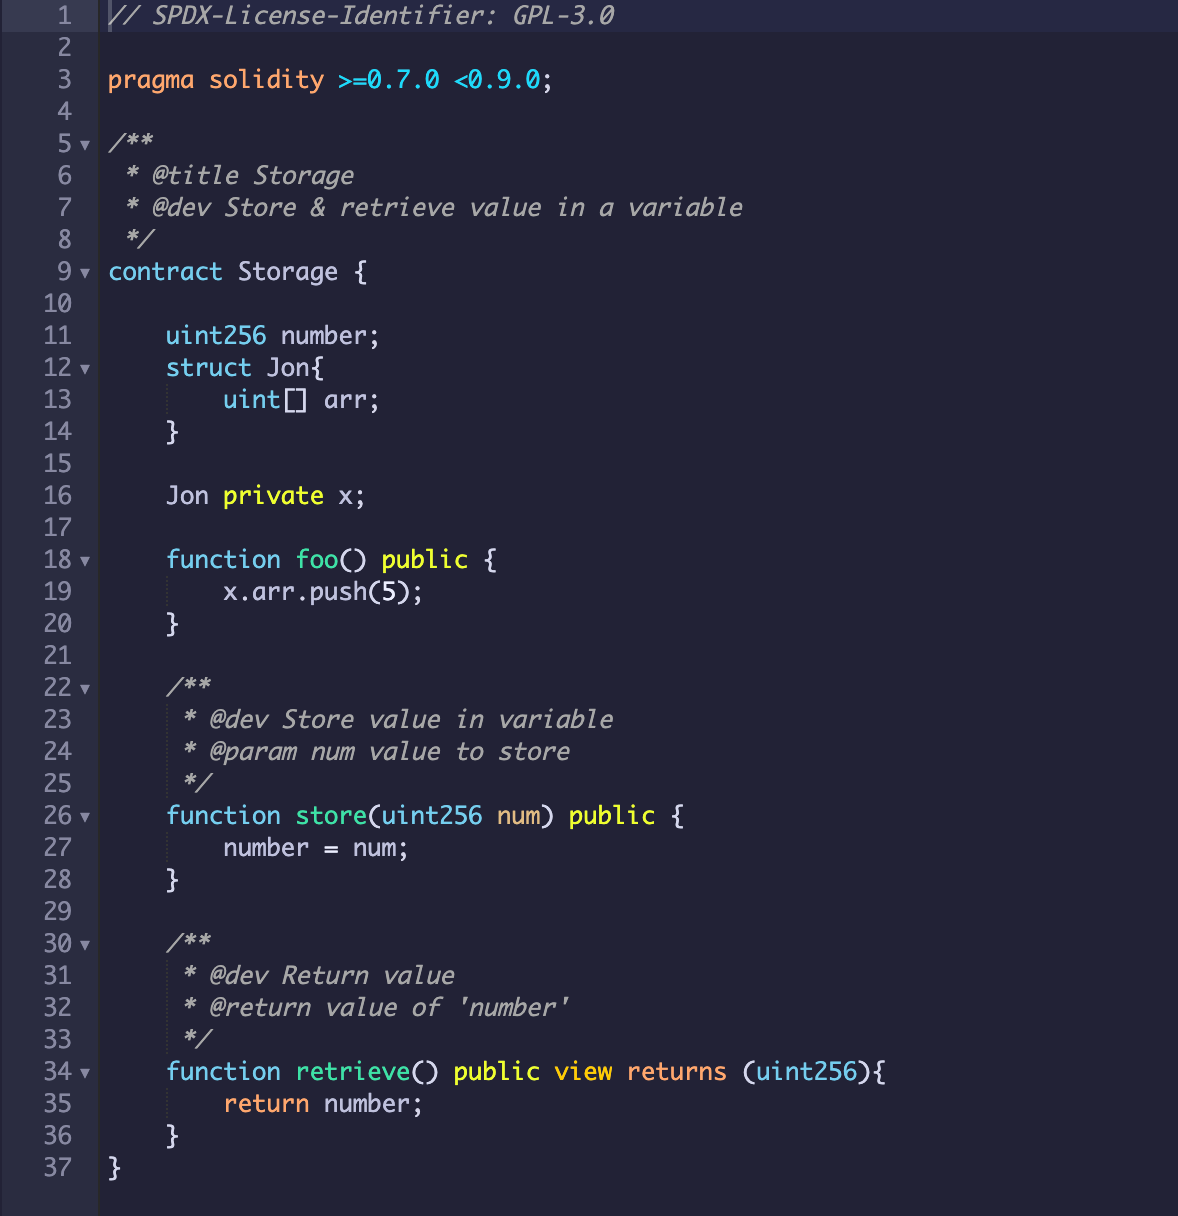 1 // SPDX-License-Identifier: GPL-3.0
2
3 pragma solidity >=0.7.0 <0.9.0;
4
5 /**
6  * @title Storage
7  * @dev Store & retrieve value in a variable
8  */
9 contract Storage {
10
11     uint256 number;
12     struct Jon{
13         uint[] arr;
14     }
15
16     Jon private x;
17
18     function foo() public {
19         x.arr.push(5);
20     }
21
22     /**
23      * @dev Store value in variable
24      * @param num value to store
25      */
26     function store(uint256 num) public {
27         number = num;
28     }
29
30     /**
31      * @dev Return value
32      * @return value of 'number'
33      */
34     function retrieve() public view returns (uint256){
35         return number;
36     }
37 }